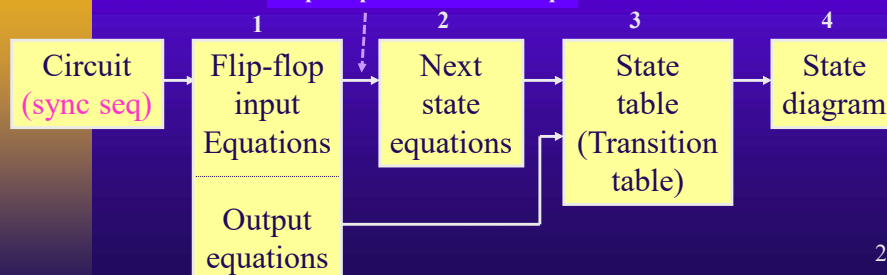 1
2
3
4
Circuit
(sync seq)
Flip-flop
input
Equations
Output
equations
Next
state
equations
State
table
(Transition
table)
State
diagram
2